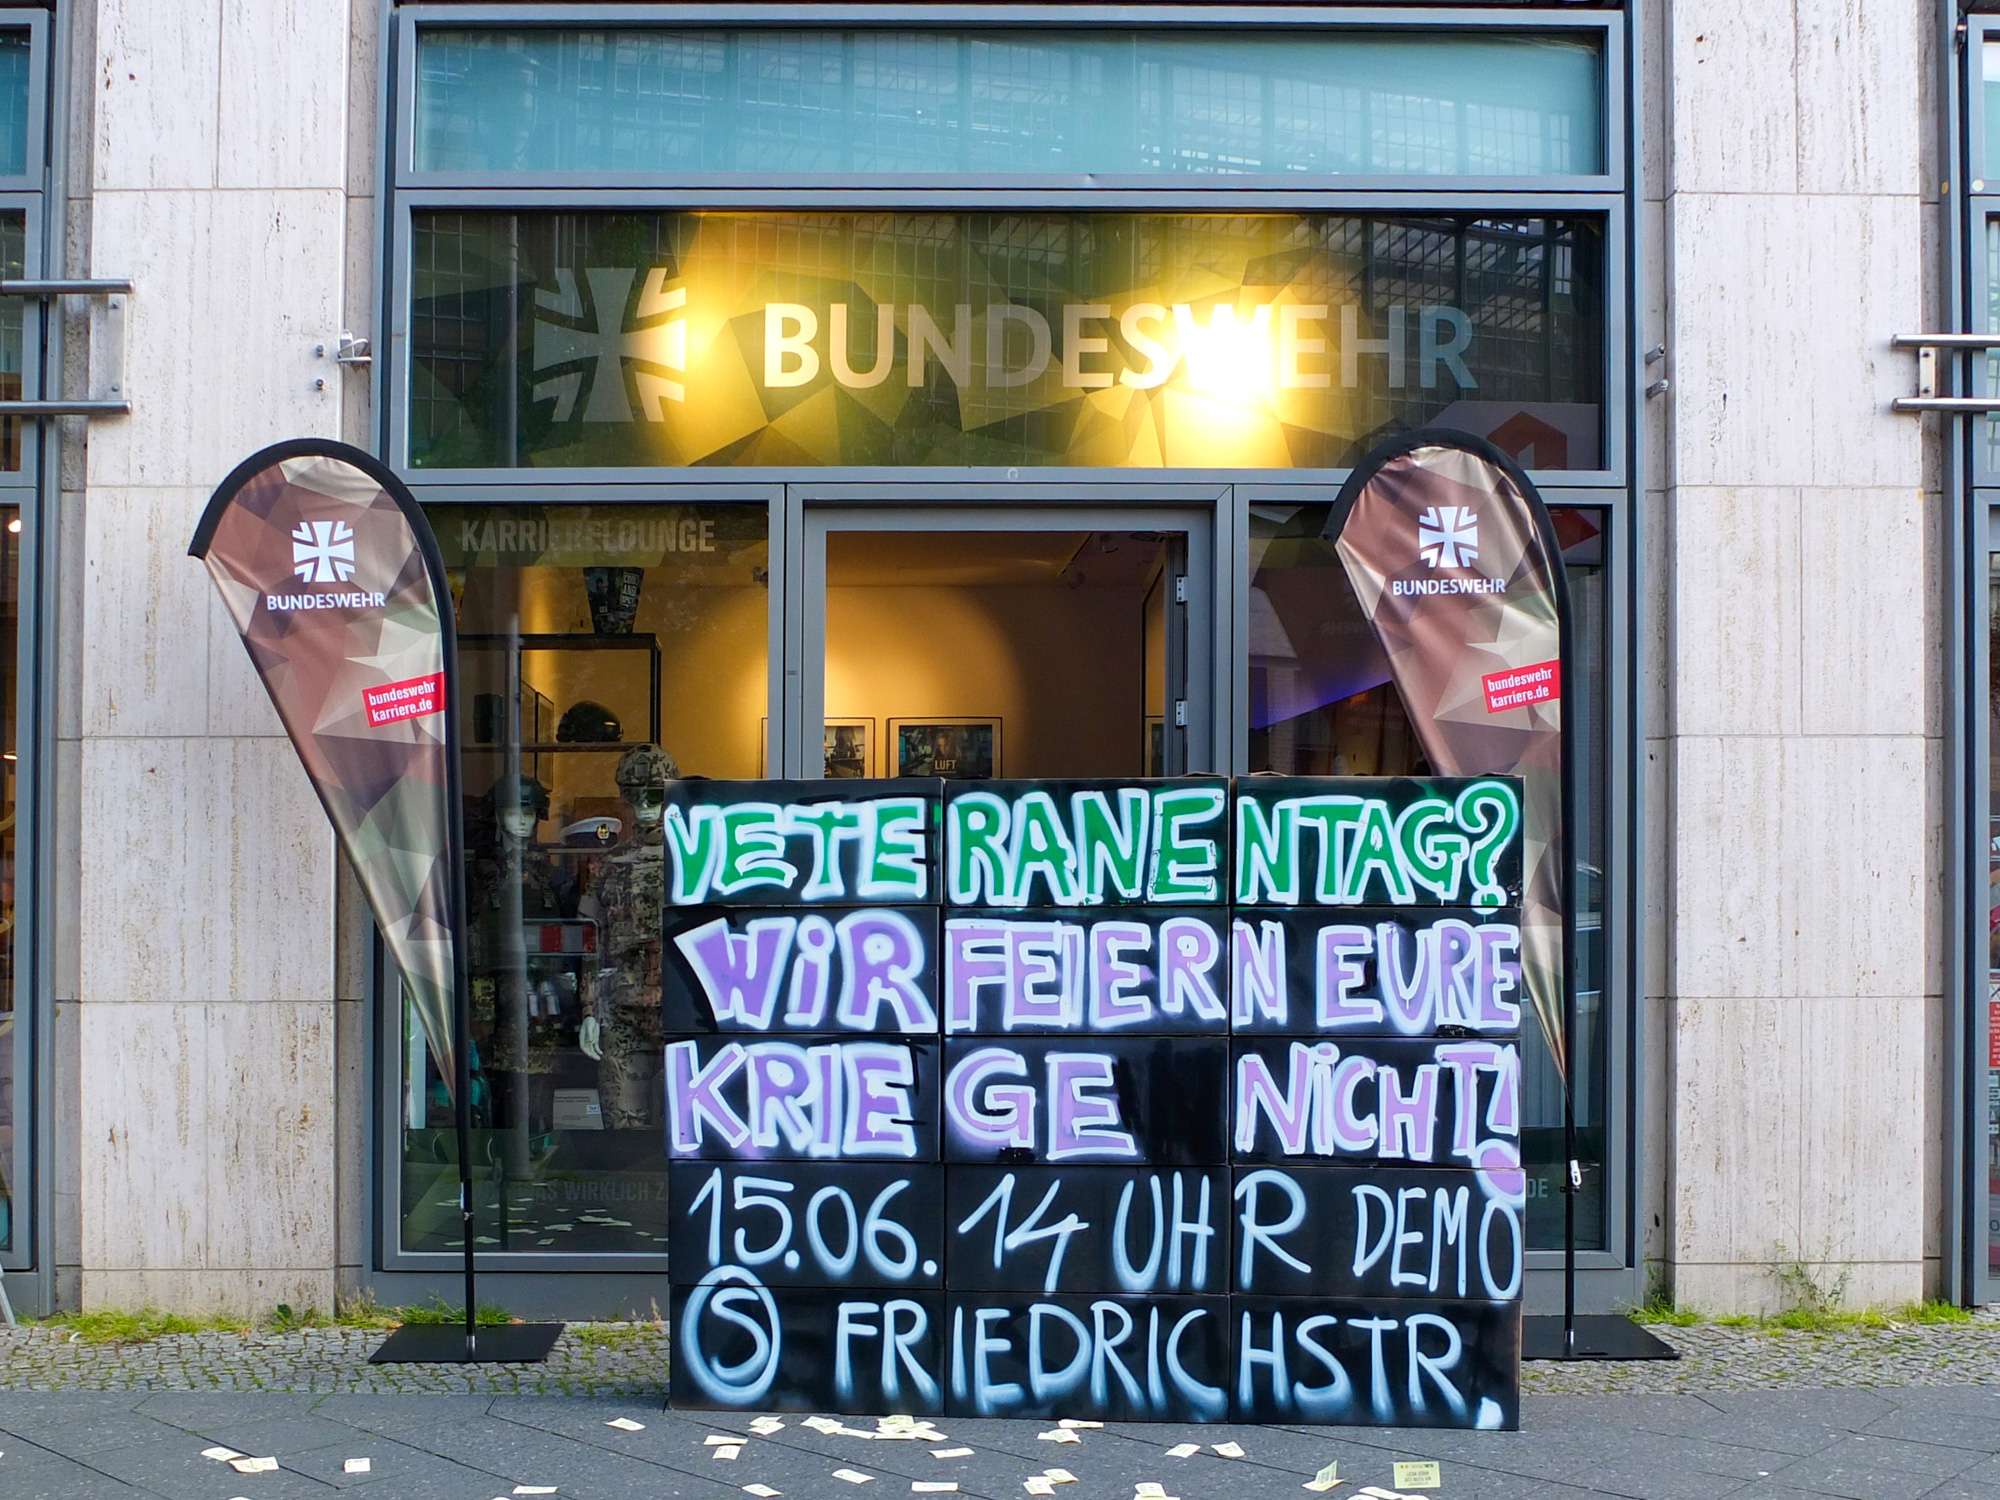 BUNDESWEHR
KARRIERELOUNGE
BUNDESWEHR
bundeswehr
karriere.de
BUNDESWEHR
bundeswehr
karriere.de
LUFT
VETERANENTAG?
WIR FEIERN EURE
KRIEGE NICHT!
15.06. 14 UHR DEMO
S FRIEDRICHSTR.